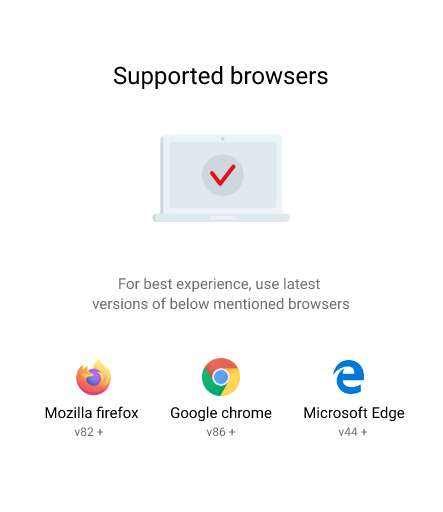 Supported browsers
For best experience, use latest
versions of below mentioned browsers
Mozilla firefox
Google chrome
Microsoft Edge
v82 +
v86 +
v44 +